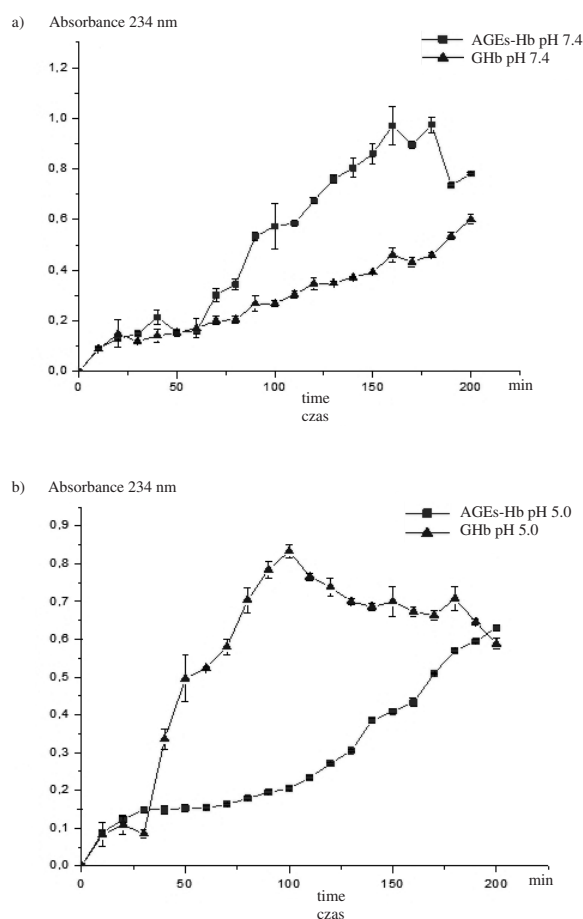 a) Absorbance 234 nm
AGEs-Hb pH 7.4
GHb pH 7.4
1,2
1,0
0,8
0,6
0,4
0,2
0,0
0 50 100 150 200
min
time
czas
b) Absorbance 234 nm
AGEs-Hb pH 5.0
GHb pH 5.0
0,9
0,8
0,7
0,6
0,5
0,4
0,3
0,2
0,1
0,0
0 50 100 150 200
min
time
czas